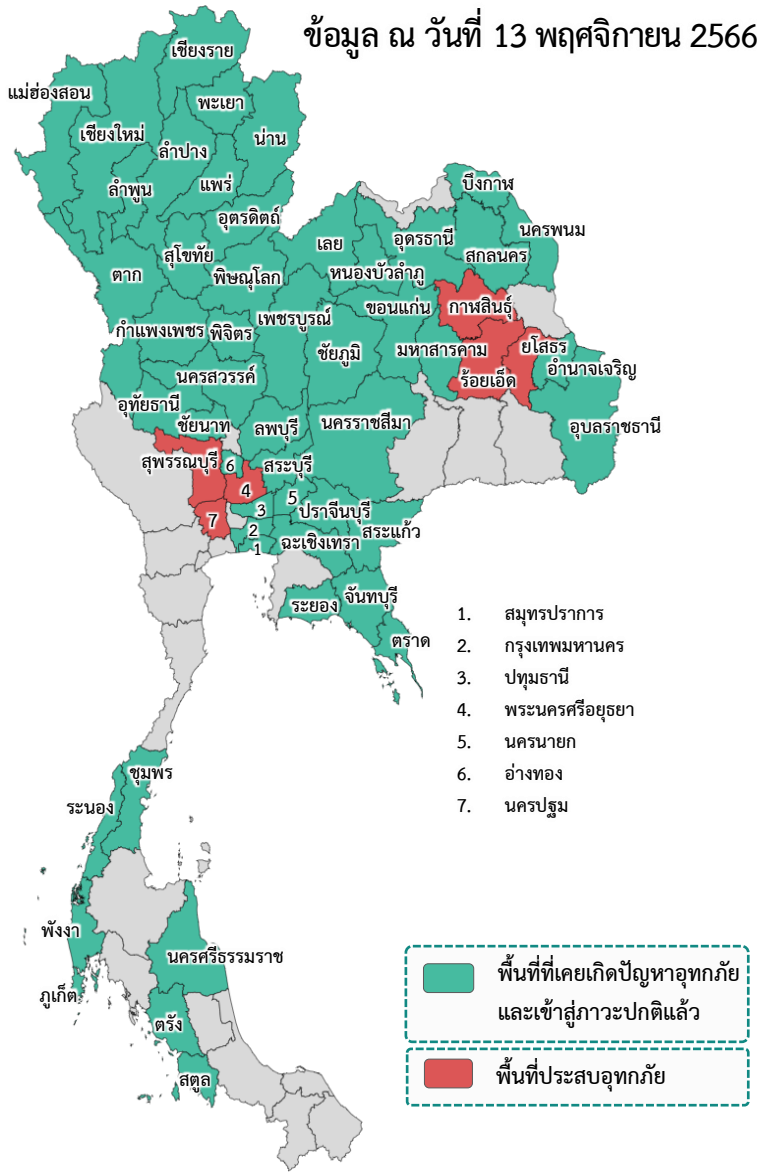 ข้อมูล ณ วันที่ 13 พฤศจิกายน 2566
เชียงราย
แม่ฮ่องสอน
พะเยา
เชียงใหม่
น่าน
ลำปาง
ลำพูน
แพร่
อุตรดิตถ์
บึงกาฬ
นครพนม
เลย
อุดรธานี
สกลนคร
สุโขทัย
ตาก
พิษณุโลก
หนองบัวลำภู
ขอนแก่น
กาฬสินธุ์
เพชรบูรณ์
กำแพงเพชร
พิจิตร
ชัยภูมิ
มหาสารคาม
ยโสธร
อำนาจเจริญ
ร้อยเอ็ด
นครสวรรค์
อุทัยธานี
ชัยนาท
ลพบุรี
นครราชสีมา
อุบลราชธานี
สุพรรณบุรี
6
สระบุรี
4
5
3
ปราจีนบุรี
7
2
สระแก้ว
1
ฉะเชิงเทรา
ระยอง
จันทบุรี
ตราด
1. สมุทรปราการ
2. กรุงเทพมหานคร
3. ปทุมธานี
4. พระนครศรีอยุธยา
5. นครนายก
6. อ่างทอง
7. นครปฐม
ชุมพร
ระนอง
พังงา
นครศรีธรรมราช
ภูเก็ต
ตรัง
สตูล
พื้นที่ที่เคยเกิดปัญหาอุทกภัย
และเข้าสู่ภาวะปกติแล้ว
พื้นที่ประสบอุทกภัย